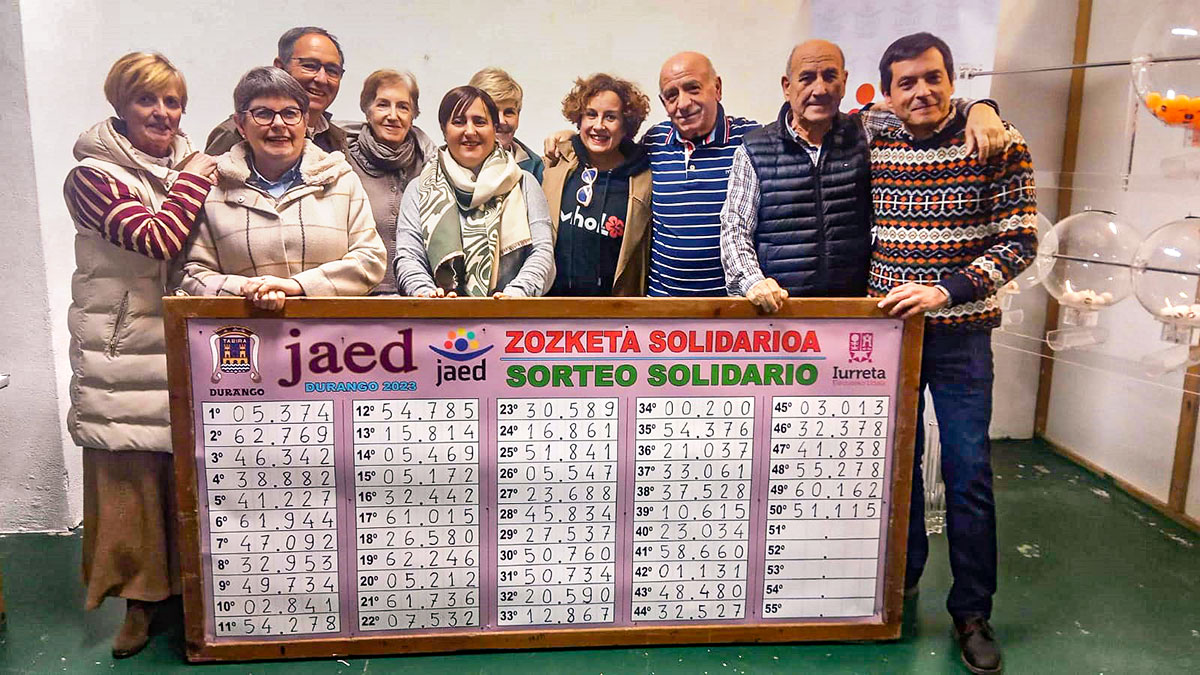 TABIRA
DURANGO
jaed
DURANGO 2023
jaed
ZOZKETA SOLIDARIOA
SORTEO SOLIDARIO
Iurreta
1º 05.374
2º 62.769
3º 46.342
4º 38.882
5º 41.227
6º 61.944
7º 47.092
8º 32.953
9º 49.734
10º 02.841
11º 54.278
12º 54.785
13º 15.814
14º 05.469
15º 05.172
16º 32.442
17º 61.015
18º 26.580
19º 62.246
20º 05.212
21º 61.736
22º 07.532
23º 30.589
24º 16.861
25º 51.841
26º 05.547
27º 23.688
28º 45.834
29º 27.537
30º 50.760
31º 50.734
32º 20.590
33º 12.867
34º 00.200
35º 54.376
36º 21.037
37º 33.061
38º 37.528
39º 10.615
40º 23.034
41º 58.660
42º 01.131
43º 48.480
44º 32.527
45º 03.013
46º 32.378
47º 41.838
48º 55.278
49º 60.162
50º 51.115
51º .
52º .
53º .
54º .
55º .